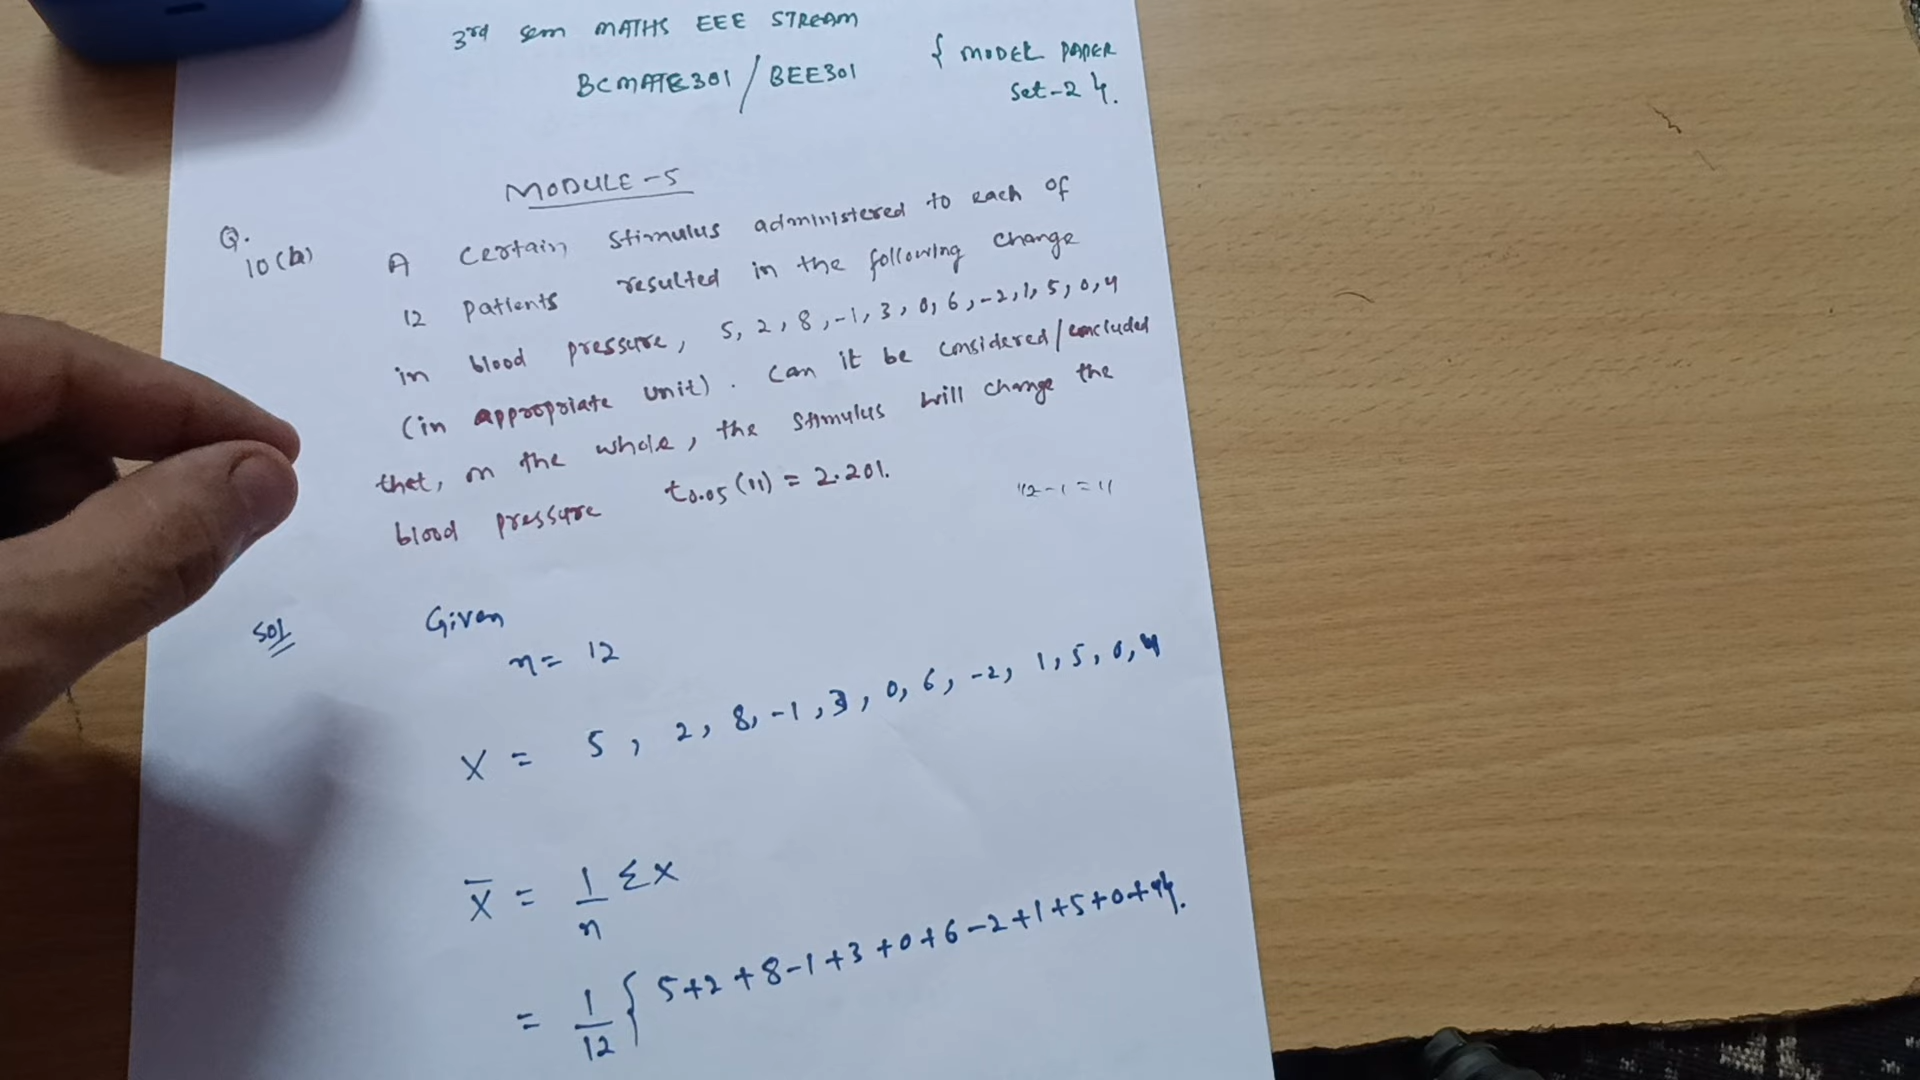 3rd sem MATHS EEE STREAM
BCMATE301 / BEE301 { MODEL PAPER
Set-2 }.
MODULE-5
Q.
10(b) A certain stimulus administered to each of
12 patients resulted in the following change
in blood pressure, 5, 2, 8, -1, 3, 0, 6, -2, 1, 5, 0, 4
(in appropriate unit). can it be considered/concluded
that, on the whole, the stimulus will change the
blood pressure t0.05 (11) = 2.201.
12-1=11
Sol Given
n = 12
X = 5, 2, 8, -1, 3, 0, 6, -2, 1, 5, 0, 4
X̄ = 1/n Σx
= 1/12 { 5+2+8-1+3+0+6-2+1+5+0+4}.